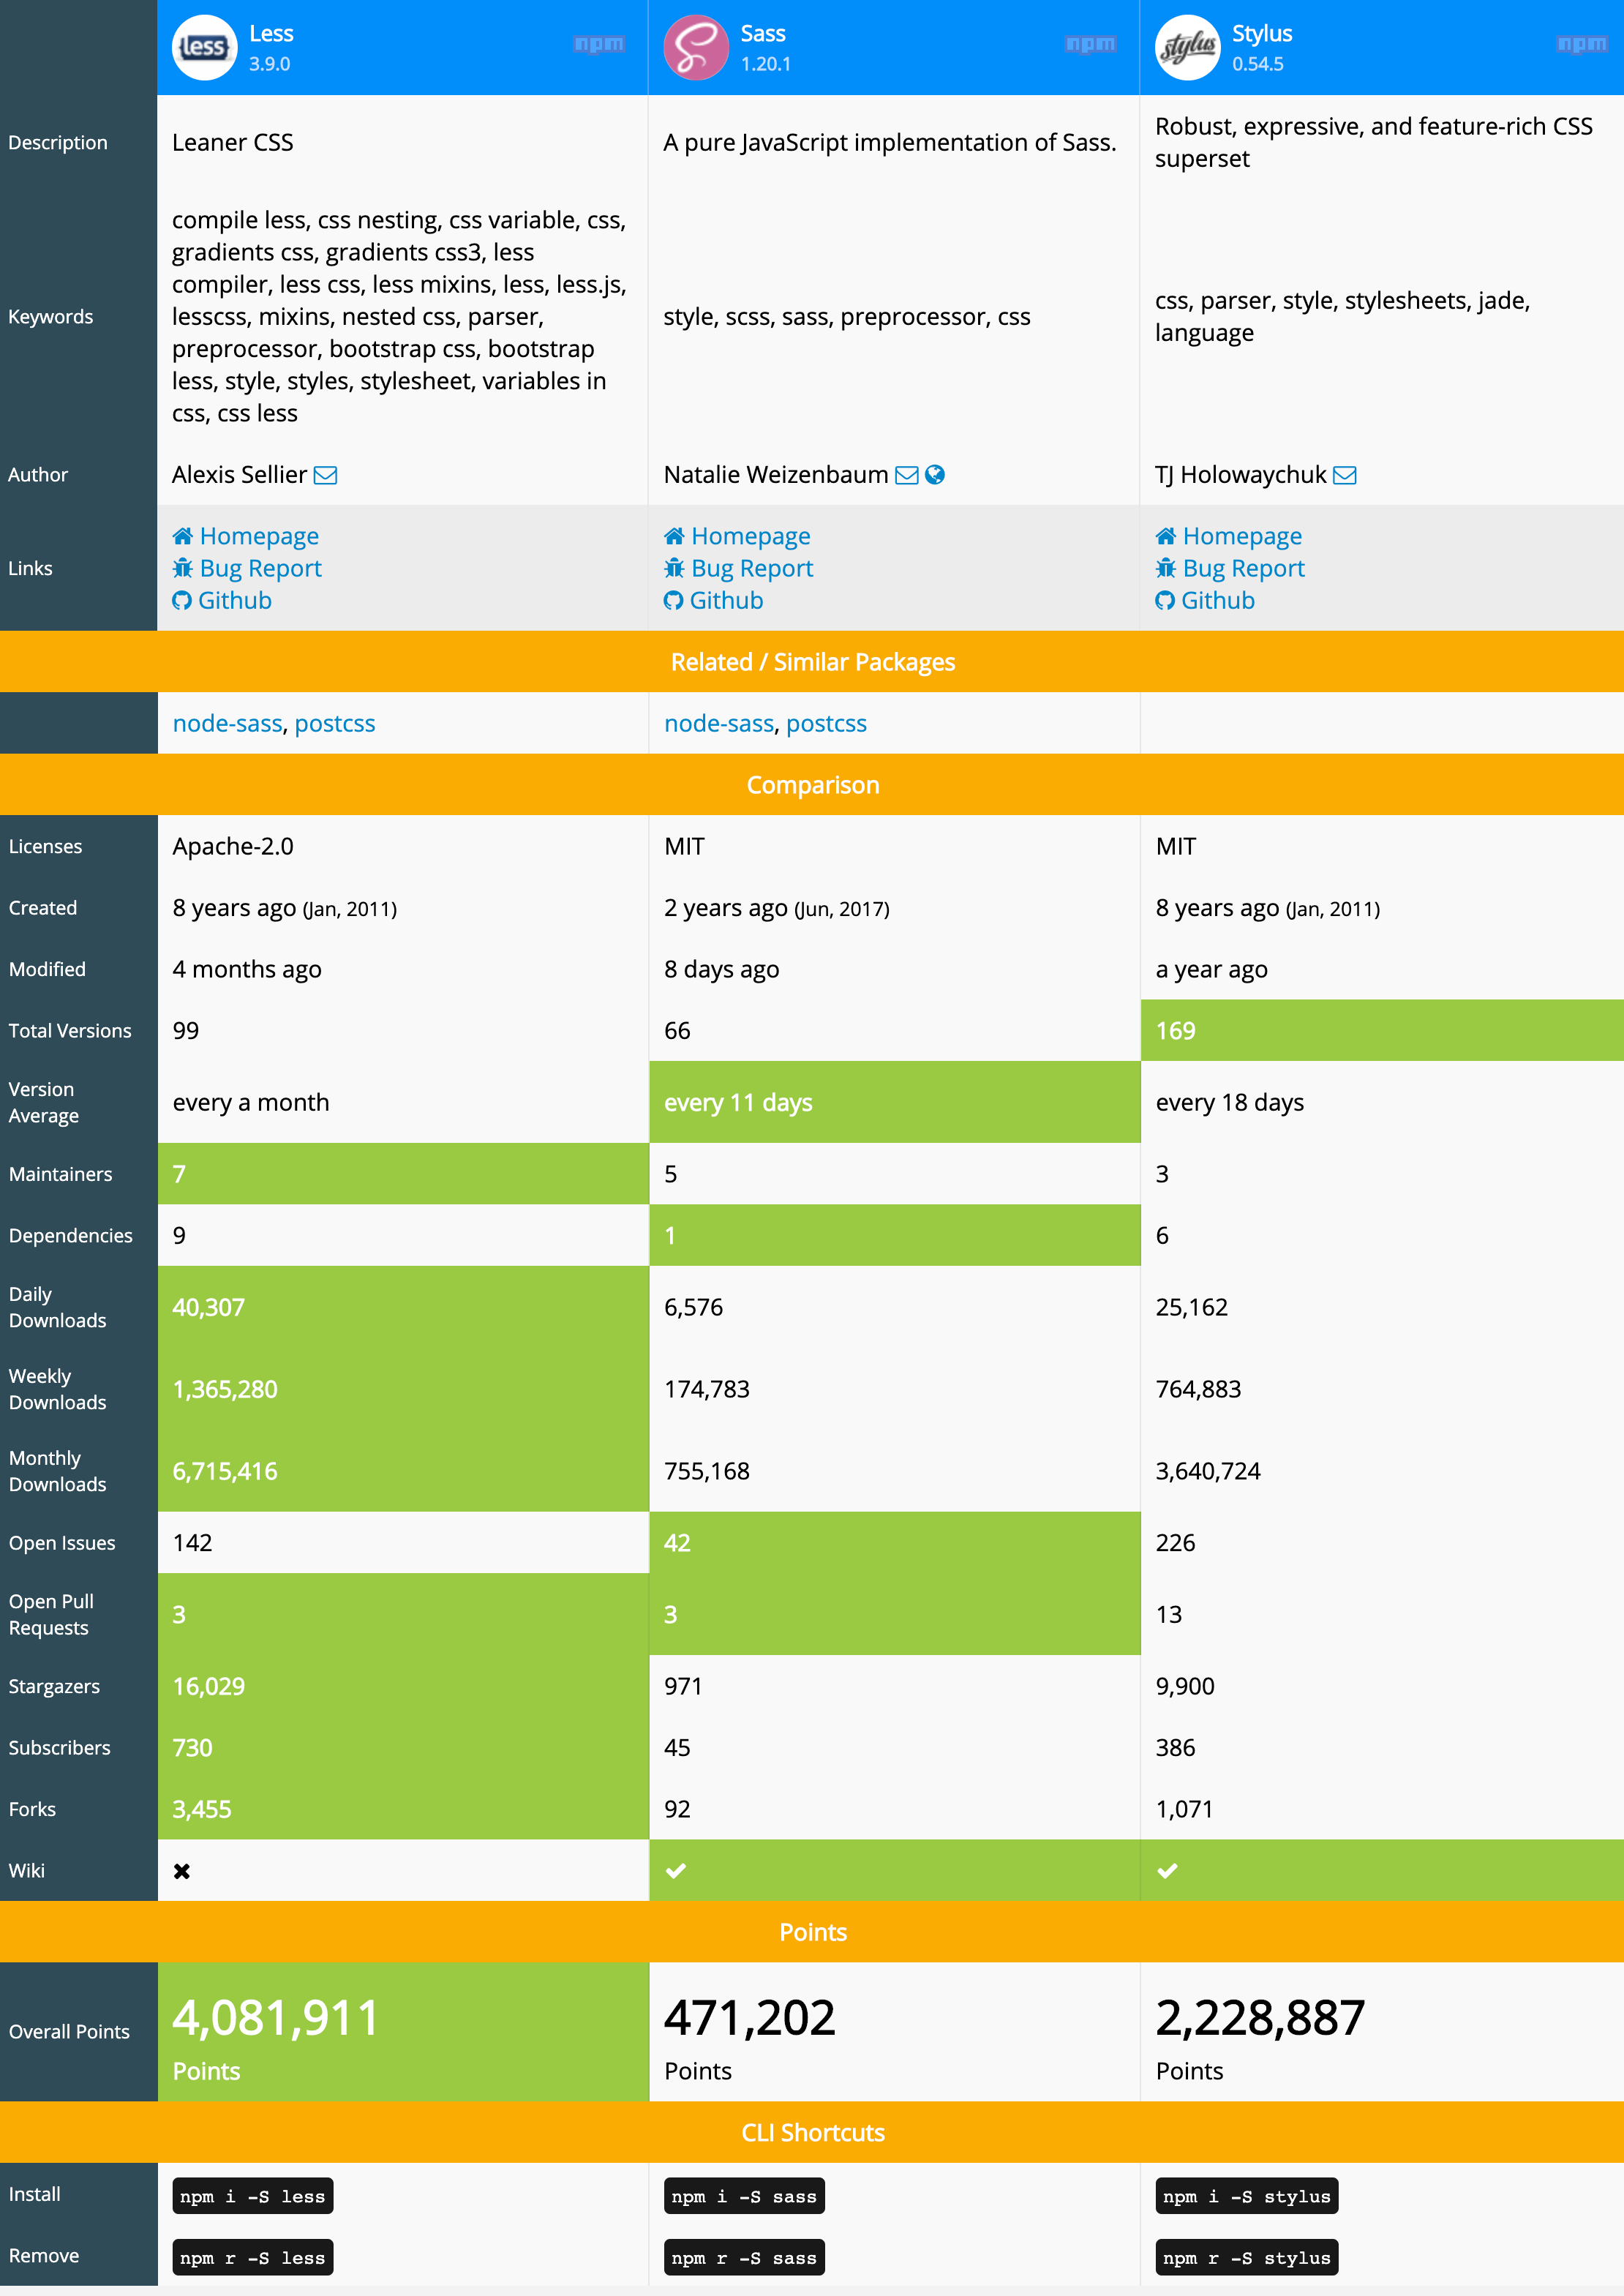 less
Less
3.9.0
npm
Sass
1.20.1
npm
stylus
Stylus
0.54.5
npm
Description
Leaner CSS
A pure JavaScript implementation of Sass.
Robust, expressive, and feature-rich CSS
superset
Keywords
compile less, css nesting, css variable, css,
gradients css, gradients css3, less
compiler, less css, less mixins, less, less.js,
lesscss, mixins, nested css, parser,
preprocessor, bootstrap css, bootstrap
less, style, styles, stylesheet, variables in
css, css less
style, scss, sass, preprocessor, css
css, parser, style, stylesheets, jade,
language
Author
Alexis Sellier
Natalie Weizenbaum
TJ Holowaychuk
Links
Homepage
Bug Report
Github
Homepage
Bug Report
Github
Homepage
Bug Report
Github
Related / Similar Packages
node-sass, postcss
node-sass, postcss
Comparison
Licenses
Apache-2.0
MIT
MIT
Created
8 years ago (Jan, 2011)
2 years ago (Jun, 2017)
8 years ago (Jan, 2011)
Modified
4 months ago
8 days ago
a year ago
Total Versions
99
66
169
Version
Average
every a month
every 11 days
every 18 days
Maintainers
7
5
3
Dependencies
9
1
6
Daily
Downloads
40,307
6,576
25,162
Weekly
Downloads
1,365,280
174,783
764,883
Monthly
Downloads
6,715,416
755,168
3,640,724
Open Issues
142
42
226
Open Pull
Requests
3
3
13
Stargazers
16,029
971
9,900
Subscribers
730
45
386
Forks
3,455
92
1,071
Wiki
Points
Overall Points
4,081,911
Points
471,202
Points
2,228,887
Points
CLI Shortcuts
Install
npm i -S less
npm i -S sass
npm i -S stylus
Remove
npm r -S less
npm r -S sass
npm r -S stylus